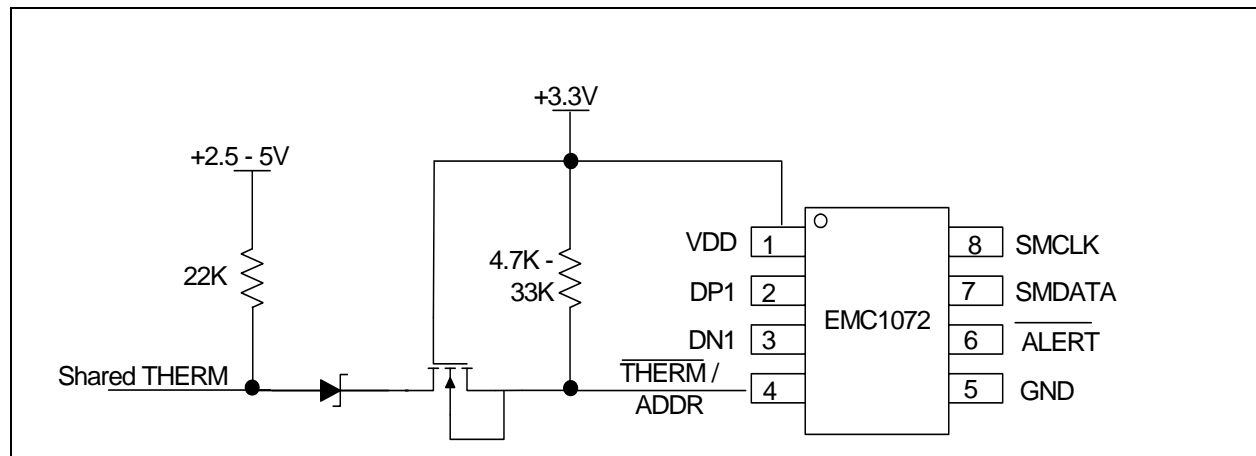 +3.3V
+2.5 - 5V
22K
4.7K -
33K
Shared THERM
THERM /
ADDR
VDD 1
DP1 2
DN1 3
4
EMC1072
8 SMCLK
7 SMDATA
6 ALERT
5 GND